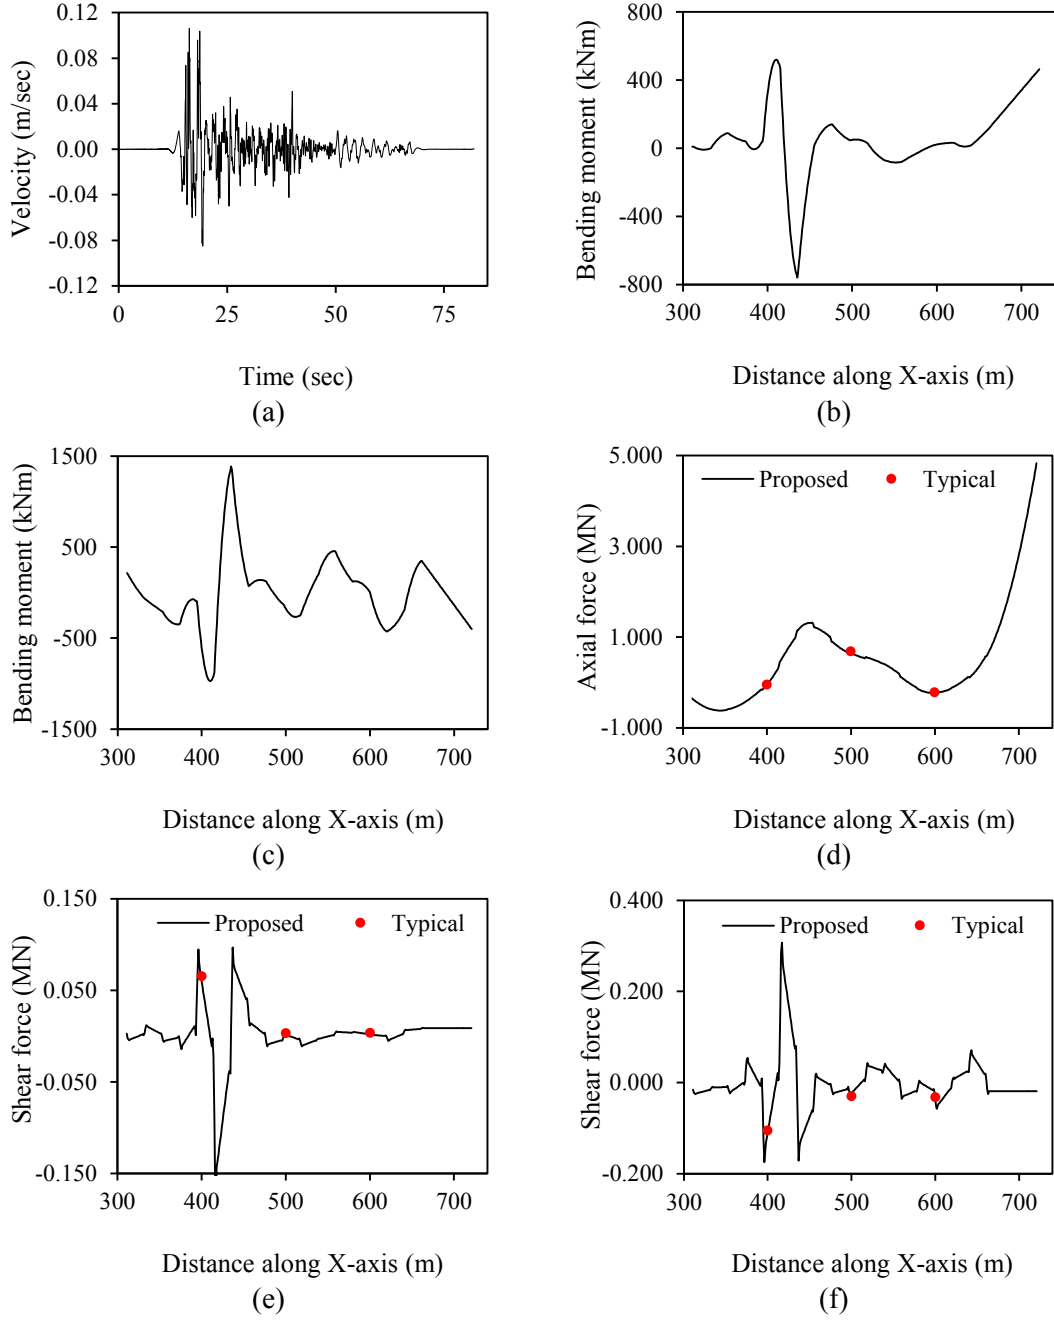 0.12
0.08
0.04
0.00
-0.04
-0.08
-0.12
0
25
50
75
Velocity (m/sec)
Time (sec)
(a)
800
400
0
-400
-800
300
400
500
600
700
Bending moment (kNm)
Distance along X-axis (m)
(b)
1500
500
-500
-1500
300
400
500
600
700
Bending moment (kNm)
Distance along X-axis (m)
(c)
5.000
3.000
1.000
-1.000
300
400
500
600
700
Proposed
Typical
Axial force (MN)
Distance along X-axis (m)
(d)
0.150
0.050
-0.050
-0.150
300
400
500
600
700
Proposed
Typical
Shear force (MN)
Distance along X-axis (m)
(e)
0.400
0.200
0.000
-0.200
300
400
500
600
700
Proposed
Typical
Shear force (MN)
Distance along X-axis (m)
(f)